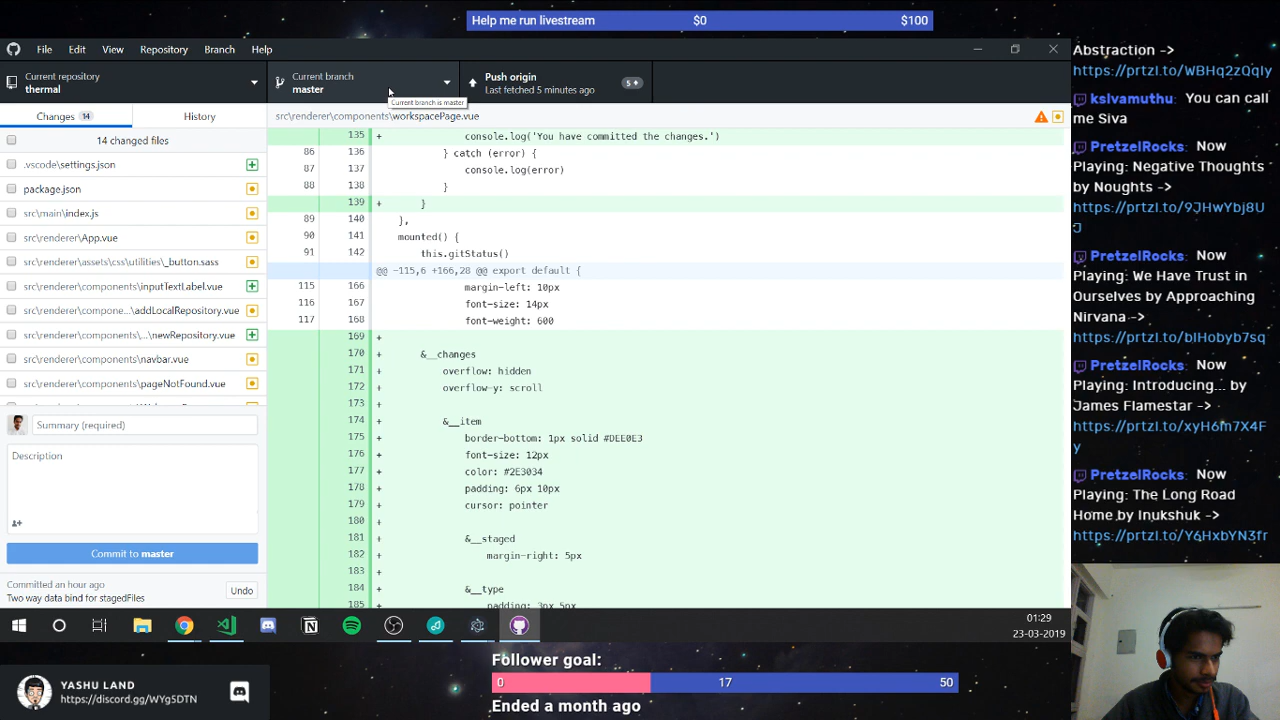 Help me run livestream $0 $100
File Edit View Repository Branch Help
Current repository
thermal
Current branch
master
Push origin
Last fetched 5 minutes ago
5
Current branch is master
Changes 14
History
14 changed files
.vscode\settings.json
package.json
src\main\index.js
src\renderer\App.vue
src\renderer\assets\css\utilities\_button.sass
src\renderer\components\inputTextLabel.vue
src\renderer\compone...\addLocalRepository.vue
src\renderer\components\...\newRepository.vue
src\renderer\components\navbar.vue
src\renderer\components\pageNotFound.vue
Summary (required)
Description
Commit to master
Committed an hour ago
Two way data bind for stagedFiles
Undo
src\renderer\components\workspacePage.vue
135 + console.log('You have committed the changes.')
86 136 } catch (error) {
87 137 console.log(error)
88 138 }
139 + }
89 140 },
90 141 mounted() {
91 142 this.gitStatus()
@@ -115,6 +166,28 @@ export default {
115 166 margin-left: 10px
116 167 font-size: 14px
117 168 font-weight: 600
169 +
170 + &__changes
171 + overflow: hidden
172 + overflow-y: scroll
173 +
174 + &__item
175 + border-bottom: 1px solid #DEE0E3
176 + font-size: 12px
177 + color: #2E3034
178 + padding: 6px 10px
179 + cursor: pointer
180 +
181 + &__staged
182 + margin-right: 5px
183 +
184 + &__type
185 + padding: 3px 5px
Abstraction ->
https://prtzl.to/WBHq2zQqIy
ksivamuthu: You can call
me Siva
PretzelRocks: Now
Playing: Negative Thoughts
by Noughts ->
https://prtzl.to/9JHwYbj8U
J
PretzelRocks: Now
Playing: We Have Trust in
Ourselves by Approaching
Nirvana ->
https://prtzl.to/blHobyb7sq
PretzelRocks: Now
Playing: Introducing... by
James Flamestar ->
https://prtzl.to/xyH6m7X4F
y
PretzelRocks: Now
Playing: The Long Road
Home by Inukshuk ->
https://prtzl.to/Y6HxbYN3fr
01:29
23-03-2019
YASHU LAND
https://discord.gg/WYg5DTN
Follower goal:
0 17 50
Ended a month ago